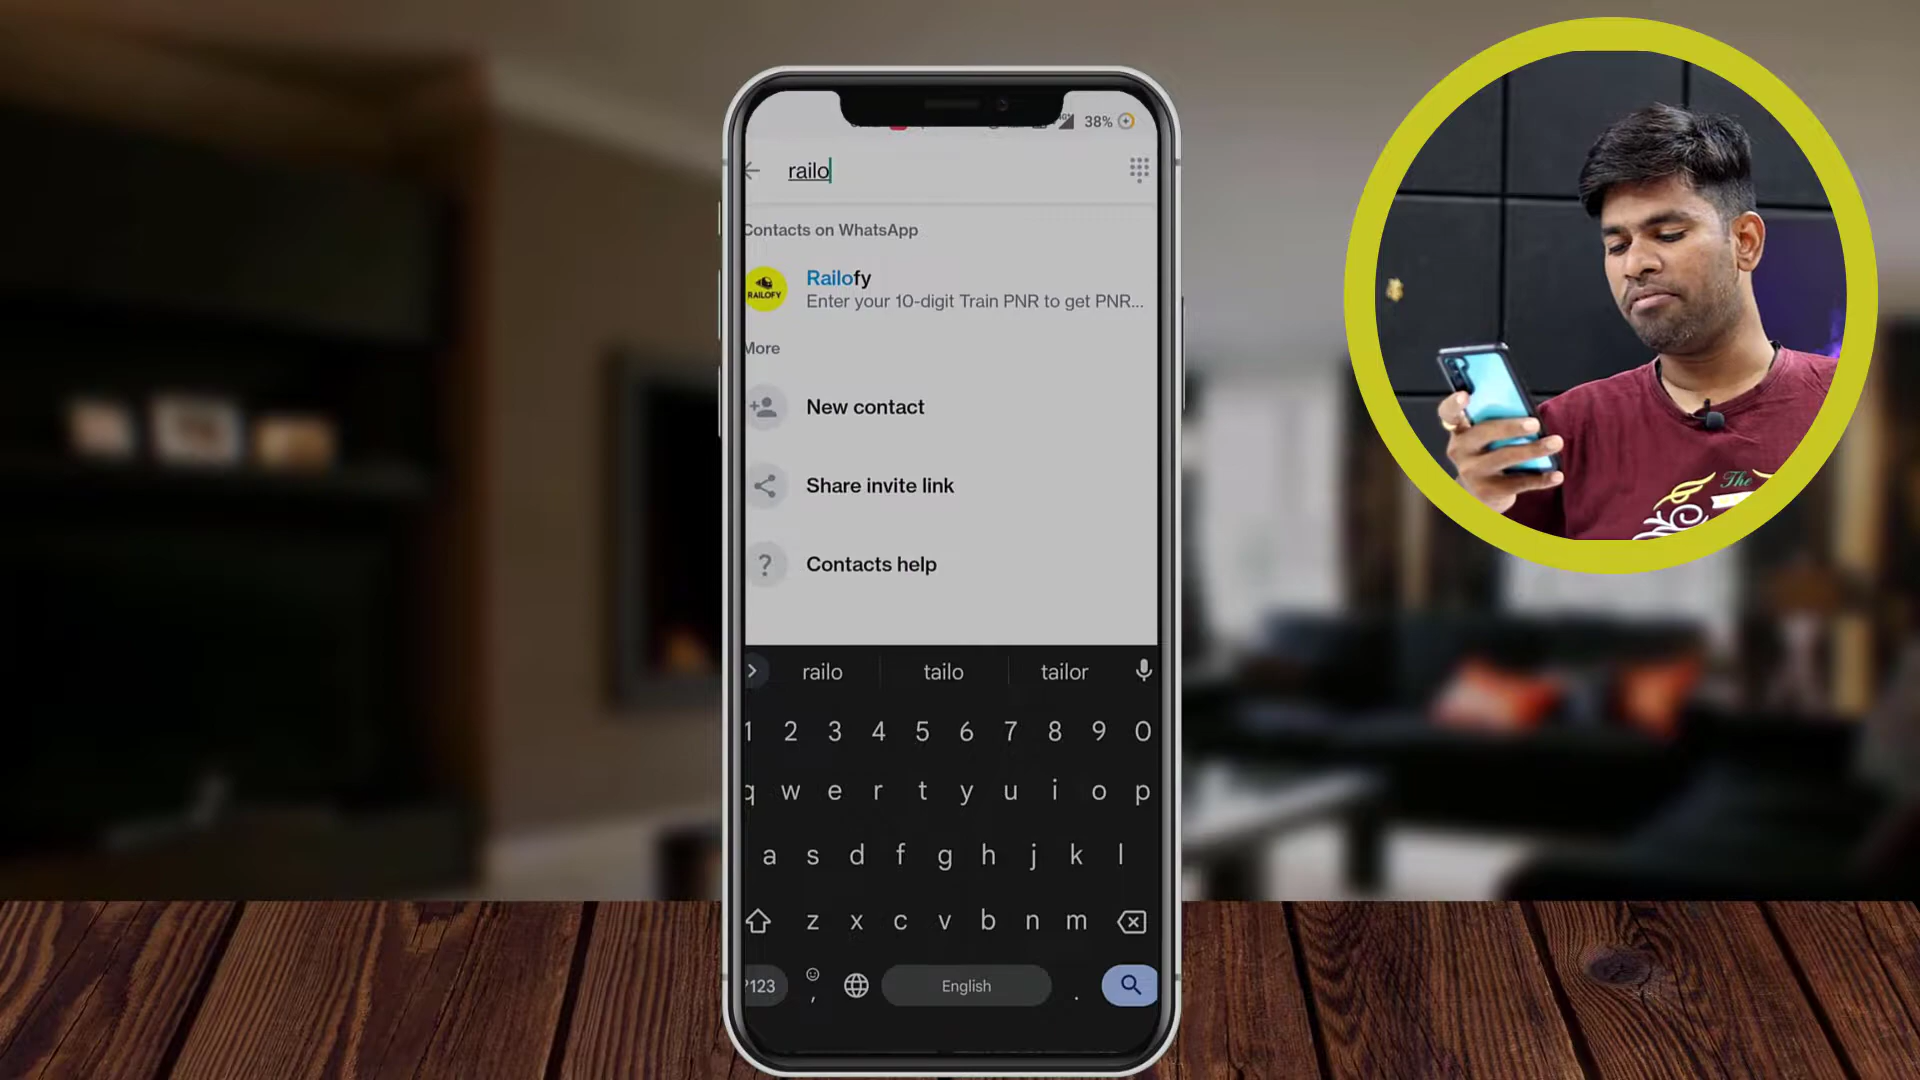 38%
railo
Contacts on WhatsApp
RAILOFY
Railofy
Enter your 10-digit Train PNR to get PNR...
More
New contact
Share invite link
? Contacts help
railo tailo tailor
1 2 3 4 5 6 7 8 9 0
q w e r t y u i o p
a s d f g h j k l
z x c v b n m
?123 , English .
The